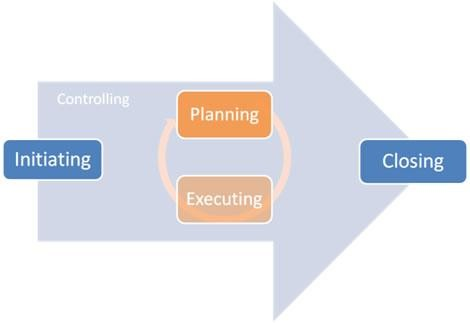 Controlling
Planning
Initiating
Closing
Executing